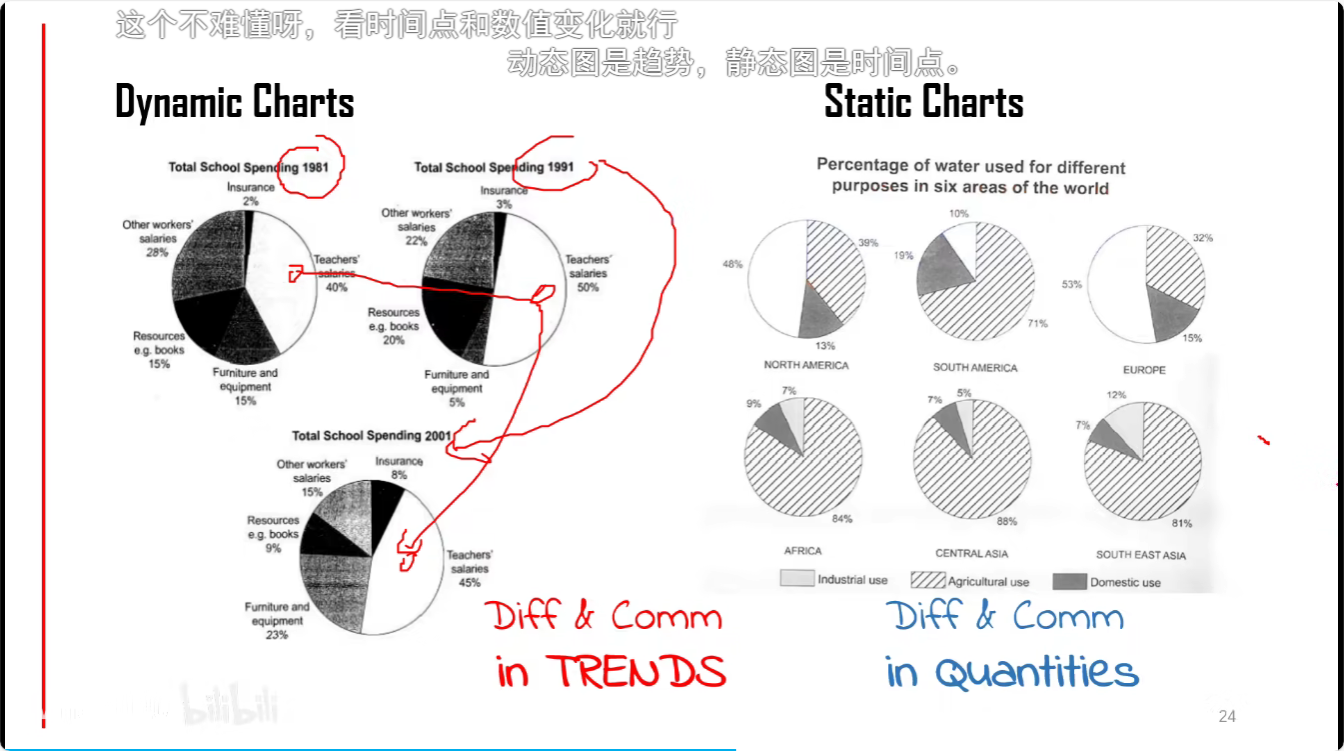 这个不难懂呀，看时间点和数值变化就行
动态图是趋势，静态图是时间点。
Dynamic Charts
Total School Spending 1981
Insurance
2%
Other workers'
salaries
28%
Teachers'
salaries
40%
Resources
e.g. books
15%
Furniture and
equipment
15%
Total School Spending 1991
Insurance
3%
Other workers'
salaries
22%
Teachers'
salaries
50%
Resources
e.g. books
20%
Furniture and
equipment
5%
Total School Spending 2001
Insurance
8%
Other workers'
salaries
15%
Resources
e.g. books
9%
Teachers'
salaries
45%
Furniture and
equipment
23%
Diff & Comm
in TRENDS
Static Charts
Percentage of water used for different
purposes in six areas of the world
48%
39%
13%
NORTH AMERICA
10%
19%
71%
SOUTH AMERICA
53%
32%
15%
EUROPE
9%
7%
84%
AFRICA
7%
5%
88%
CENTRAL ASIA
7%
12%
81%
SOUTH EAST ASIA
Industrial use
Agricultural use
Domestic use
Diff & Comm
in Quantities
bilibili
24